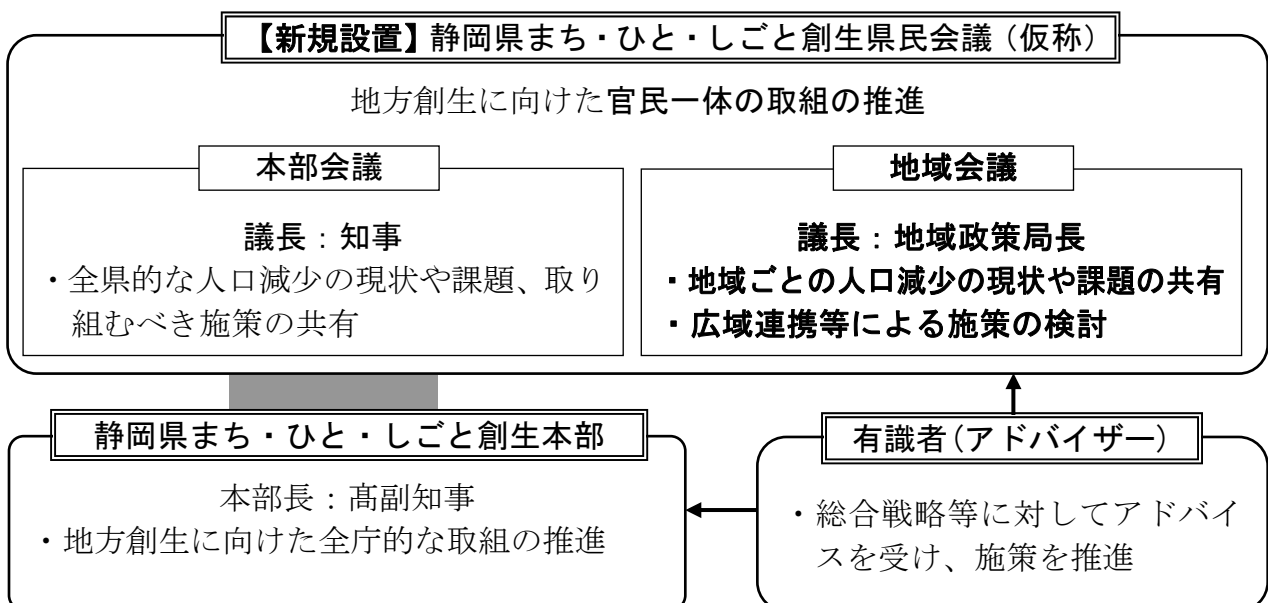 【新規設置】静岡県まち・ひと・しごと創生県民会議（仮称）
地方創生に向けた官民一体の取組の推進
本部会議
議長：知事
・全県的な人口減少の現状や課題、取り
組むべき施策の共有
地域会議
議長：地域政策局長
・地域ごとの人口減少の現状や課題の共有
・広域連携等による施策の検討
静岡県まち・ひと・しごと創生本部
本部長：髙副知事
・地方創生に向けた全庁的な取組の推進
有識者(アドバイザー)
・総合戦略等に対してアドバイ
スを受け、施策を推進